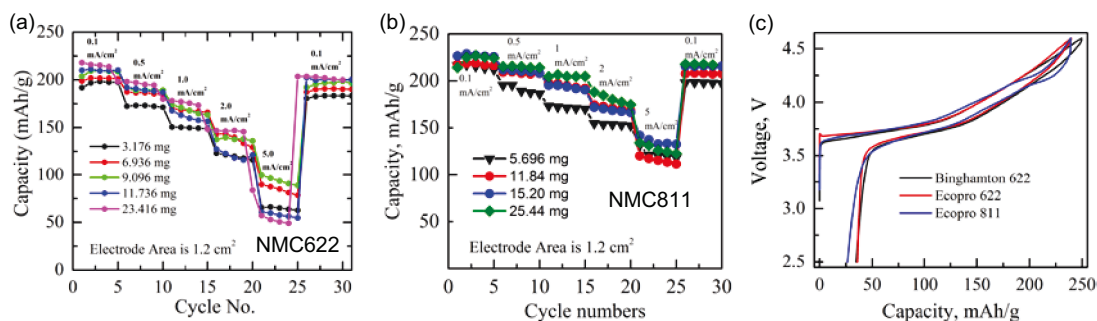 (a)
250
200
150
100
50
0
0 5 10 15 20 25 30
Capacity (mAh/g)
Cycle No.
0.1
mA/cm²
0.5
mA/cm²
1.0
mA/cm²
2.0
mA/cm²
5.0
mA/cm²
0.1
mA/cm²
3.176 mg
6.936 mg
9.096 mg
11.736 mg
23.416 mg
NMC622
Electrode Area is 1.2 cm²
(b)
250
200
150
100
50
0
0 5 10 15 20 25 30
Capacity, mAh/g
Cycle numbers
0.1
mA/cm²
0.5
mA/cm²
1
mA/cm²
2
mA/cm²
5
mA/cm²
0.1
mA/cm²
5.696 mg
11.84 mg
15.20 mg
25.44 mg
NMC811
Electrode Area is 1.2 cm²
(c)
4.5
4.0
3.5
3.0
2.5
0 50 100 150 200 250
Voltage, V
Capacity, mAh/g
Binghamton 622
Ecopro 622
Ecopro 811